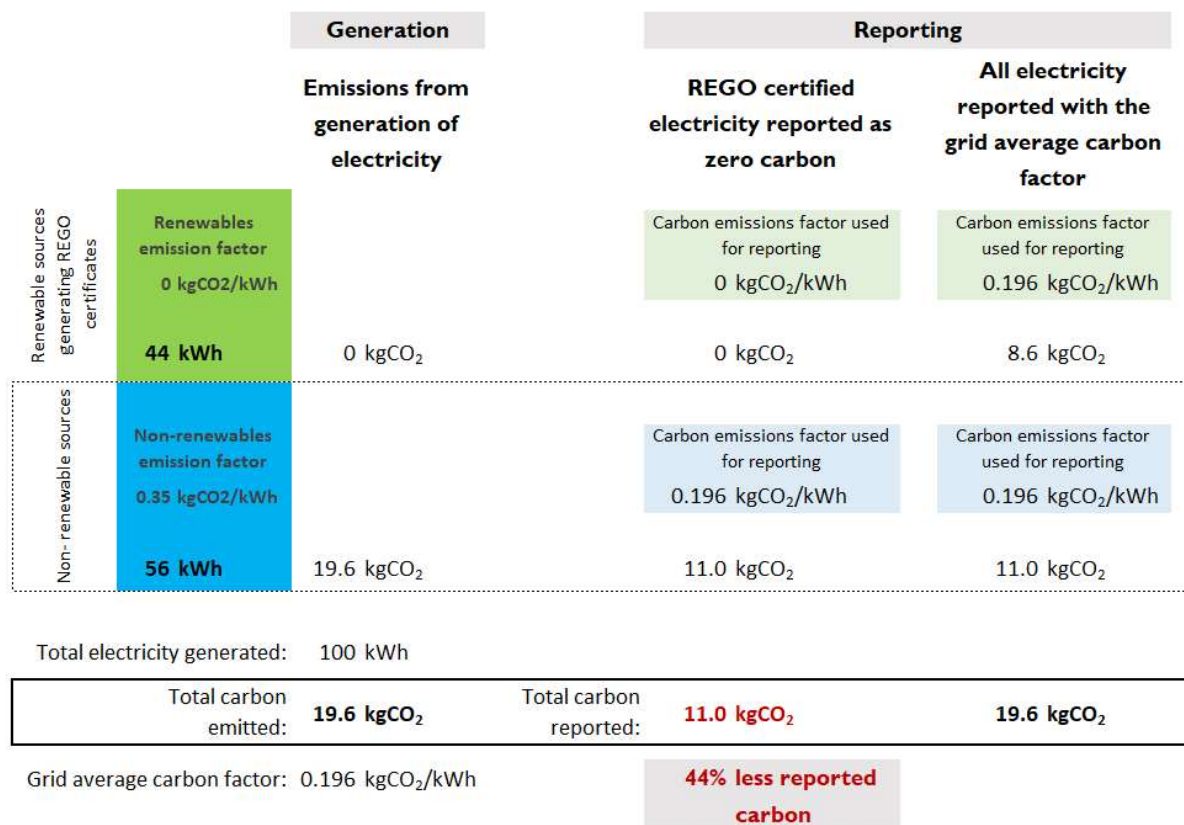 Generation
Reporting
Emissions from
generation of
electricity
REGO certified
electricity reported as
zero carbon
All electricity
reported with the
grid average carbon
factor
Renewable sources
generating REGO
certificates
Renewables
emission factor
0 kgCO2/kWh
44 kWh
0 kgCO₂
Carbon emissions factor used
for reporting
0 kgCO₂/kWh
0 kgCO₂
Carbon emissions factor
used for reporting
0.196 kgCO₂/kWh
8.6 kgCO₂
Non- renewable sources
Non-renewables
emission factor
0.35 kgCO2/kWh
56 kWh
19.6 kgCO₂
Carbon emissions factor used
for reporting
0.196 kgCO₂/kWh
11.0 kgCO₂
Carbon emissions factor
used for reporting
0.196 kgCO₂/kWh
11.0 kgCO₂
Total electricity generated: 100 kWh
Total carbon
emitted:
19.6 kgCO₂
Total carbon
reported:
11.0 kgCO₂
19.6 kgCO₂
Grid average carbon factor: 0.196 kgCO₂/kWh
44% less reported
carbon